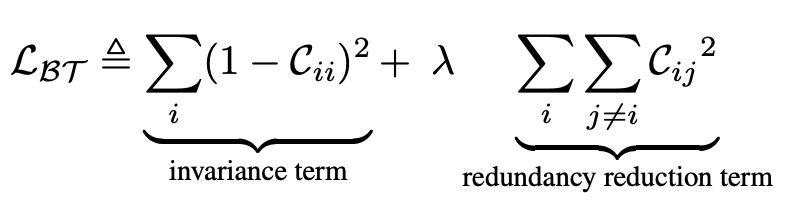 ℒ_ℬ𝒯 ≜ ∑_i (1 − 𝒞_ii)² + λ ∑_i ∑_{j≠i} 𝒞_ij²
invariance term
redundancy reduction term